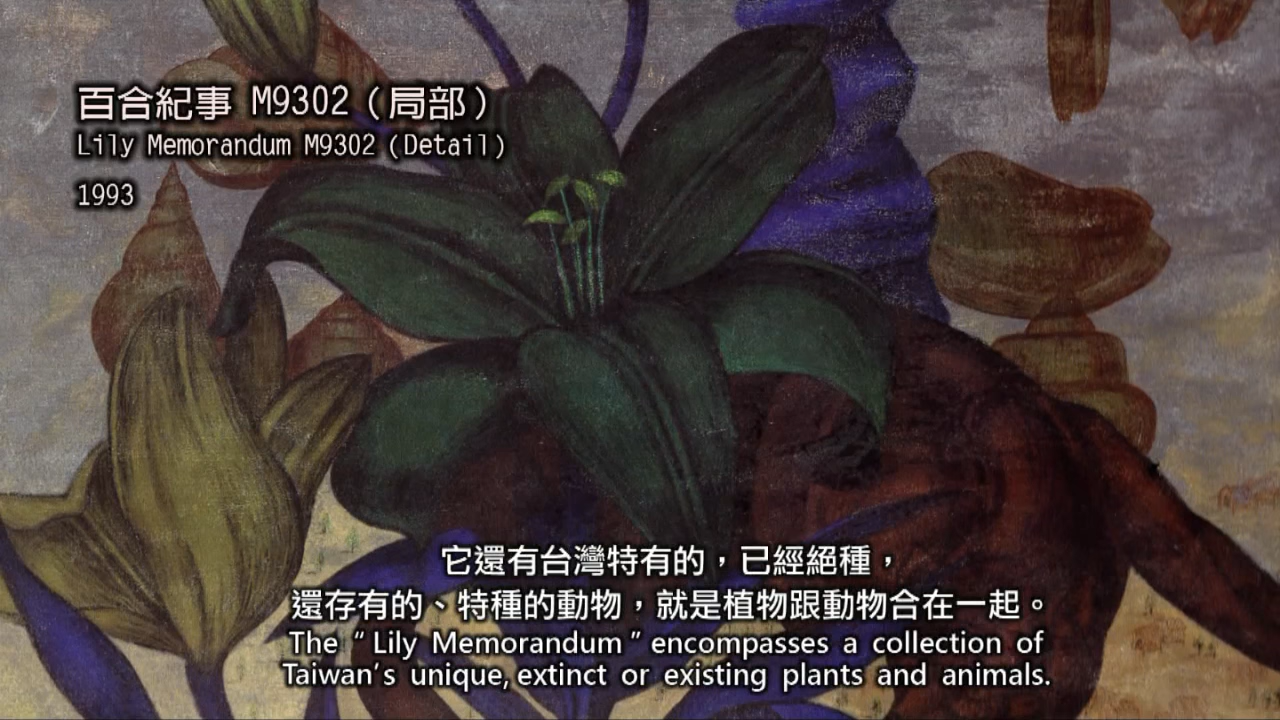 百合紀事 M9302（局部）
Lily Memorandum M9302 (Detail)
1993
它還有台灣特有的，已經絕種，
還存有的、特種的動物，就是植物跟動物合在一起。
The “Lily Memorandum” encompasses a collection of
Taiwan's unique, extinct or existing plants and animals.